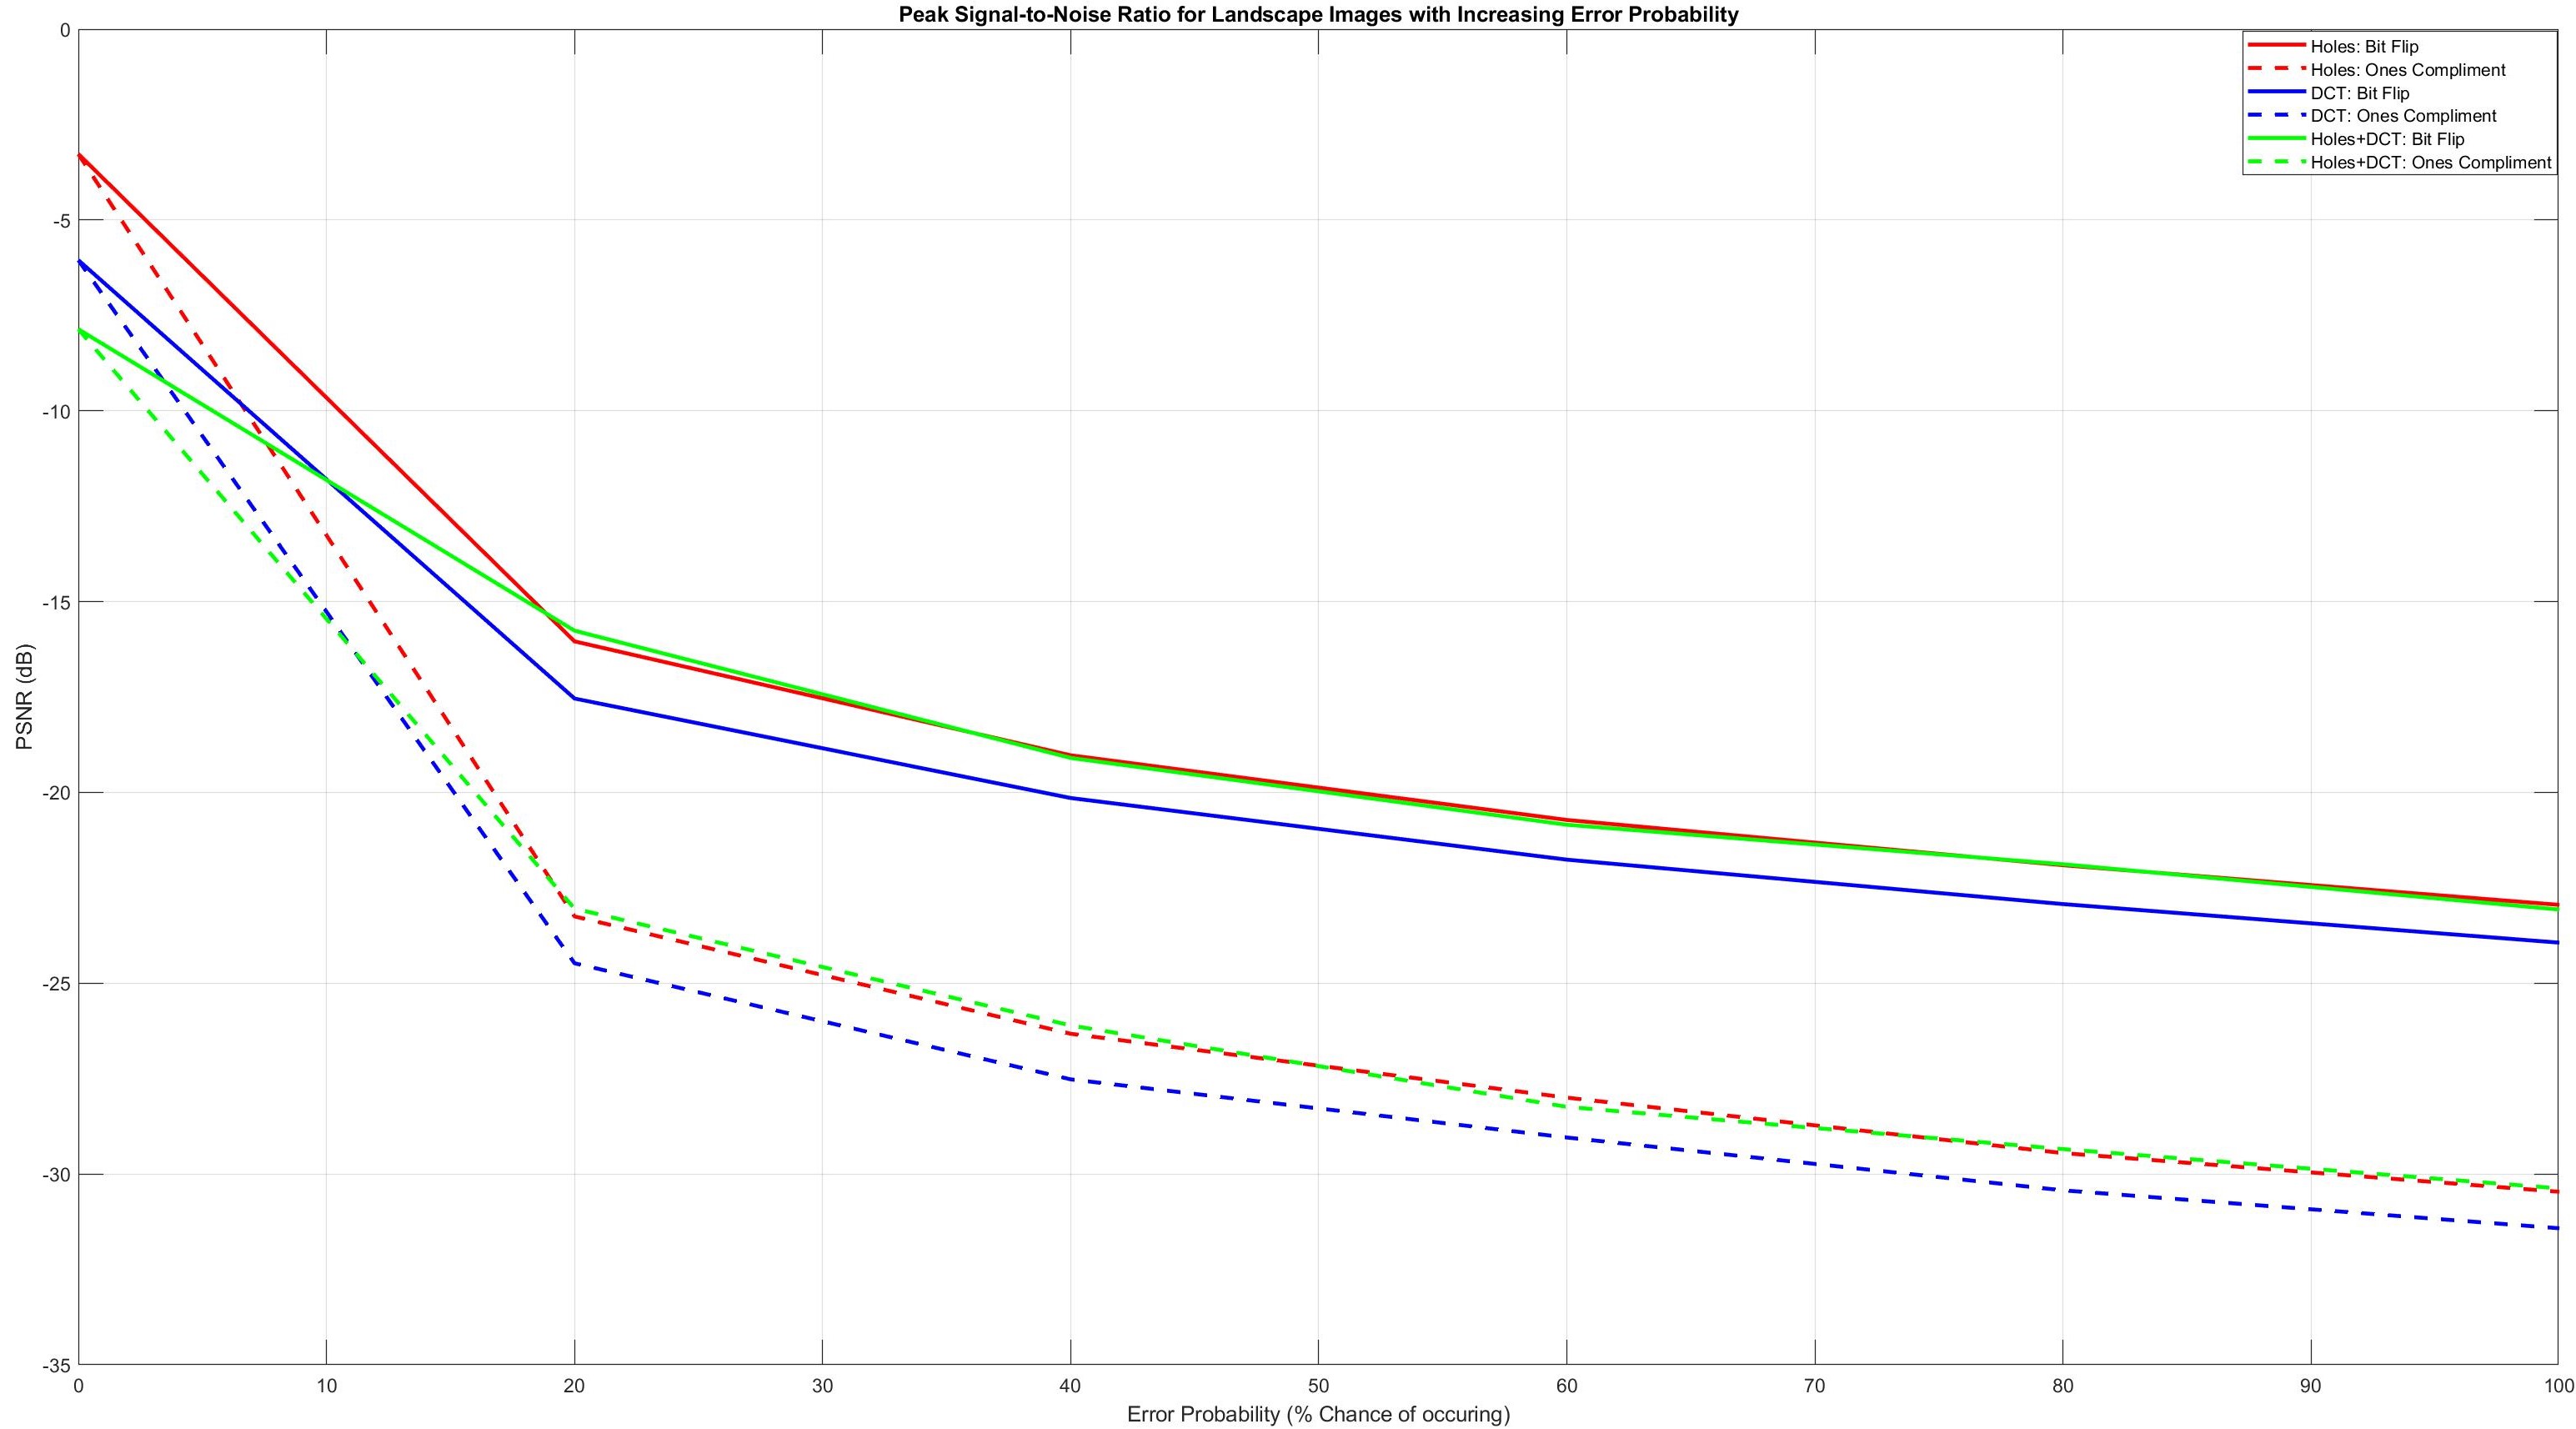 Peak Signal-to-Noise Ratio for Landscape Images with Increasing Error Probability
Holes: Bit Flip
Holes: Ones Compliment
DCT: Bit Flip
DCT: Ones Compliment
Holes+DCT: Bit Flip
Holes+DCT: Ones Compliment
PSNR (dB)
0
-5
-10
-15
-20
-25
-30
-35
0 10 20 30 40 50 60 70 80 90 100
Error Probability (% Chance of occuring)